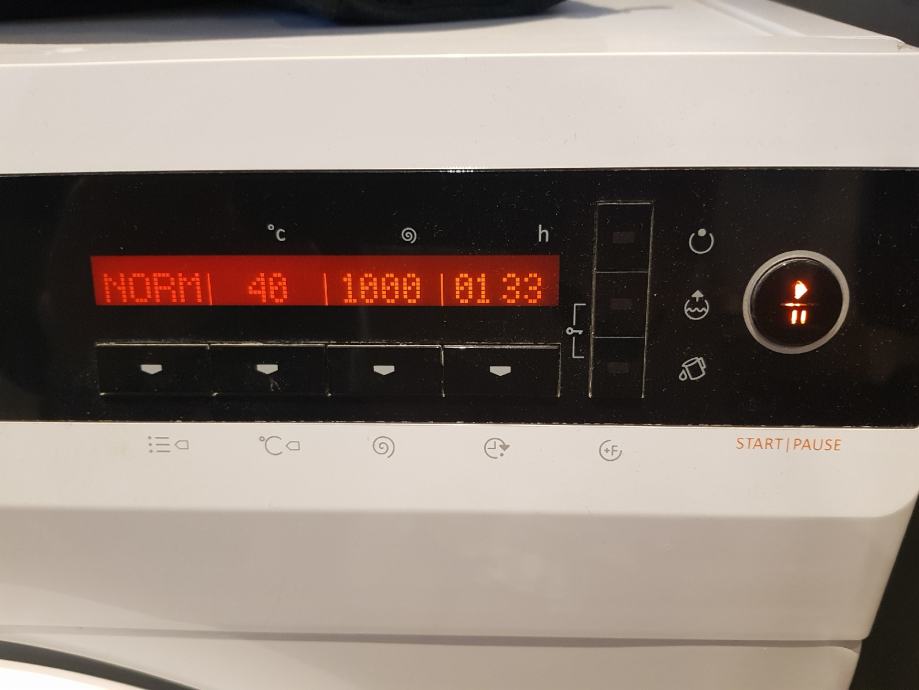 °C h
NORM| 40 | 1000 | 01 33
°C +F START|PAUSE